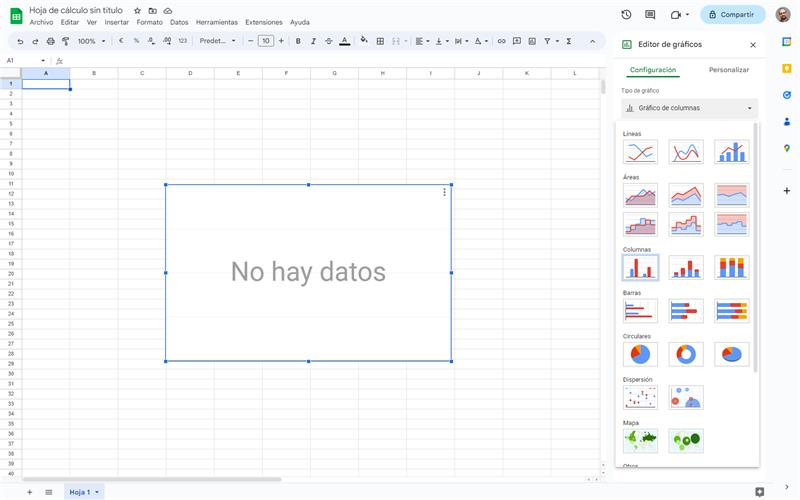 Hoja de cálculo sin título
Archivo Editar Ver Insertar Formato Datos Herramientas Extensiones Ayuda
Compartir
100% € % .0 .00 123 Predet... - 10 + B I S A
A1 fx
A B C D E F G H I J K L
1
2
3
4
5
6
7
8
9
10
11
12
13
14
15
16
17
18
19
20
21
22
23
24
25
26
27
28
29
30
31
32
33
34
35
36
37
38
39
40
No hay datos
Hoja 1
Editor de gráficos
Configuración Personalizar
Tipo de gráfico
Gráfico de columnas
Líneas
Áreas
Columnas
Barras
Circulares
Dispersión
Mapa
Otros